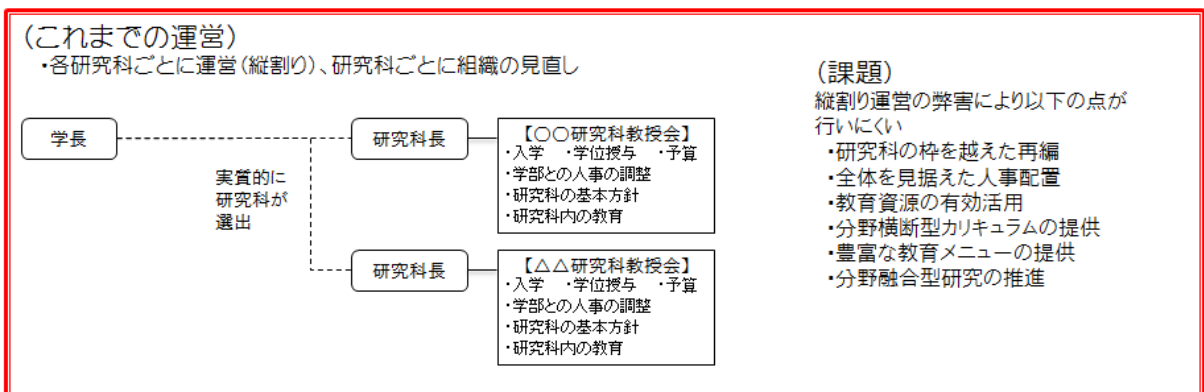 （これまでの運営）
・各研究科ごとに運営（縦割り）、研究科ごとに組織の見直し
学長
実質的に
研究科が
選出
研究科長
【〇〇研究科教授会】
・入学　・学位授与　・予算
・学部との人事の調整
・研究科の基本方針
・研究科内の教育
研究科長
【△△研究科教授会】
・入学　・学位授与　・予算
・学部との人事の調整
・研究科の基本方針
・研究科内の教育
（課題）
縦割り運営の弊害により以下の点が
行いにくい
・研究科の枠を越えた再編
・全体を見据えた人事配置
・教育資源の有効活用
・分野横断型カリキュラムの提供
・豊富な教育メニューの提供
・分野融合型研究の推進